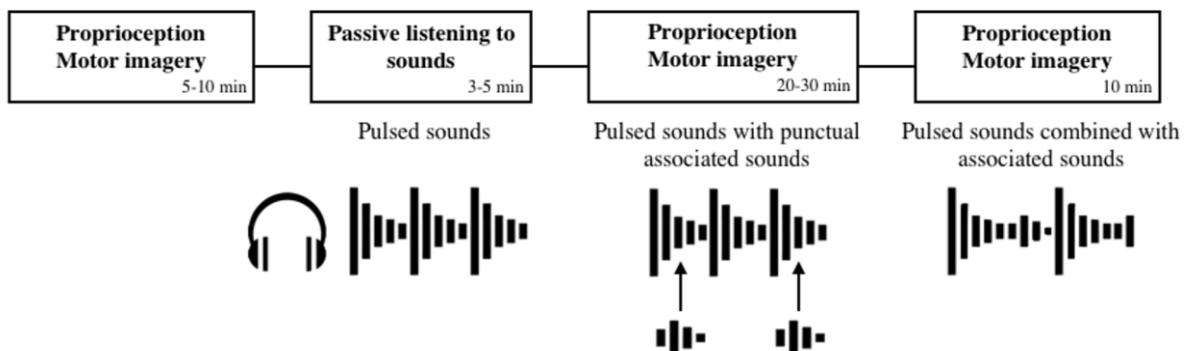 Proprioception
Motor imagery
5-10 min
Passive listening to
sounds
3-5 min
Proprioception
Motor imagery
20-30 min
Proprioception
Motor imagery
10 min
Pulsed sounds
Pulsed sounds with punctual
associated sounds
Pulsed sounds combined with
associated sounds